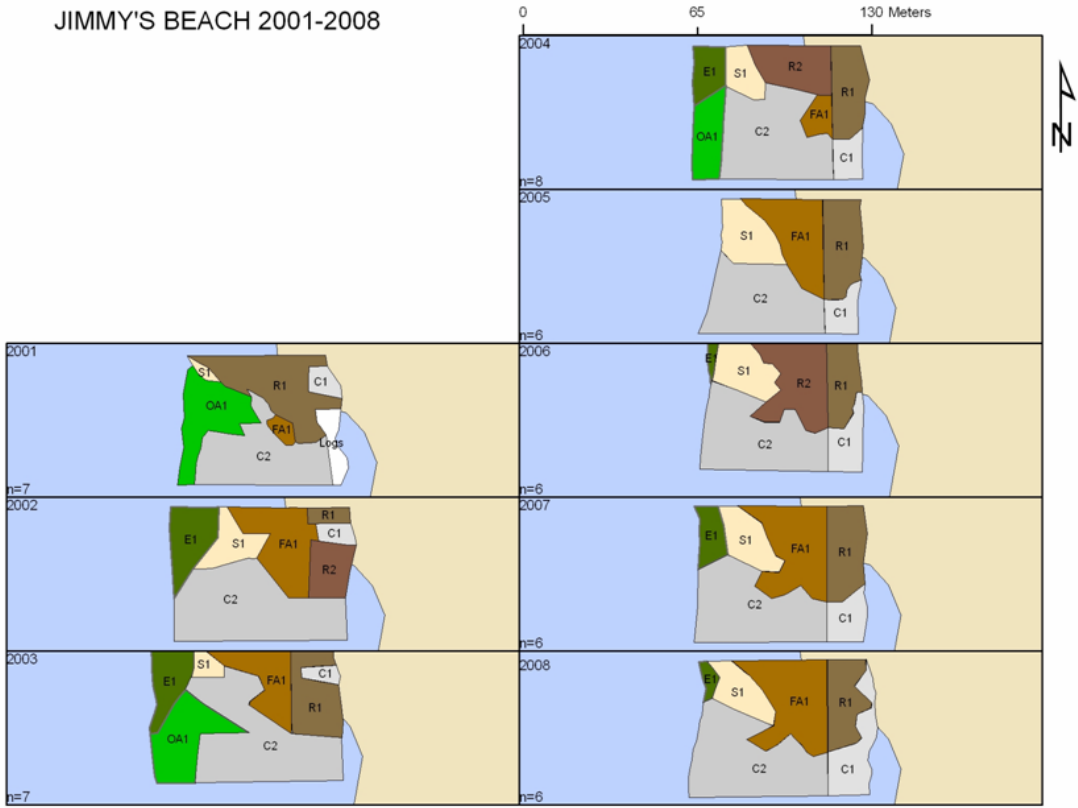 JIMMY'S BEACH 2001-2008
0 65 130 Meters
N
2004
E1 S1 R2 R1
FA1
OA1 C2
C1
n=8
2005
S1 FA1 R1
C2 C1
n=6
2001
S1 R1 C1
OA1
FA1
Logs
C2
n=7
2006
E1
S1 R2 R1
C2 C1
n=6
2002
R1
E1 S1 FA1 C1
R2
C2
n=7
2007
E1 S1 FA1 R1
C2 C1
n=6
2003
S1
E1 FA1 C1
R1
OA1 C2
n=7
2008
E1 S1 FA1 R1
C2 C1
n=6